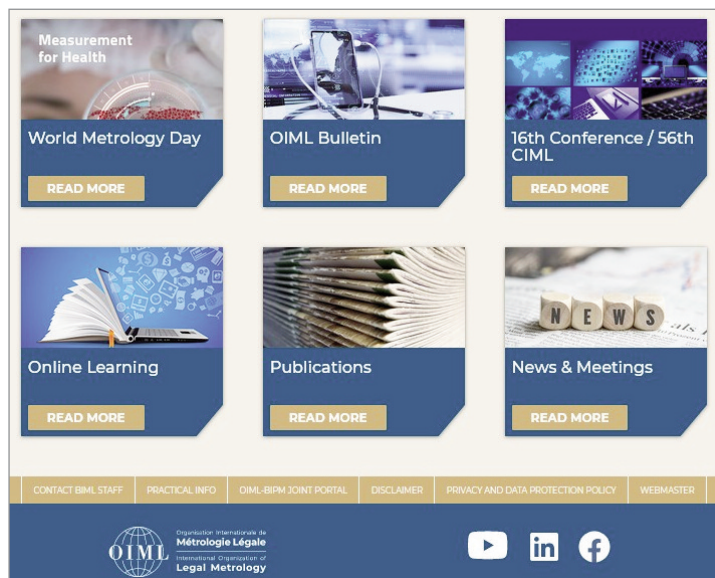 Measurement
for Health
World Metrology Day
READ MORE
OIML Bulletin
READ MORE
16th Conference / 56th
CIML
READ MORE
Online Learning
READ MORE
Publications
READ MORE
NEWS
als
News & Meetings
READ MORE
CONTACT BIML STAFF
PRACTICAL INFO
OIML-BIPM JOINT PORTAL
DISCLAIMER
PRIVACY AND DATA PROTECTION POLICY
WEBMASTER
OIML
Organisation Internationale de
Métrologie Légale
International Organization of
Legal Metrology
in
f